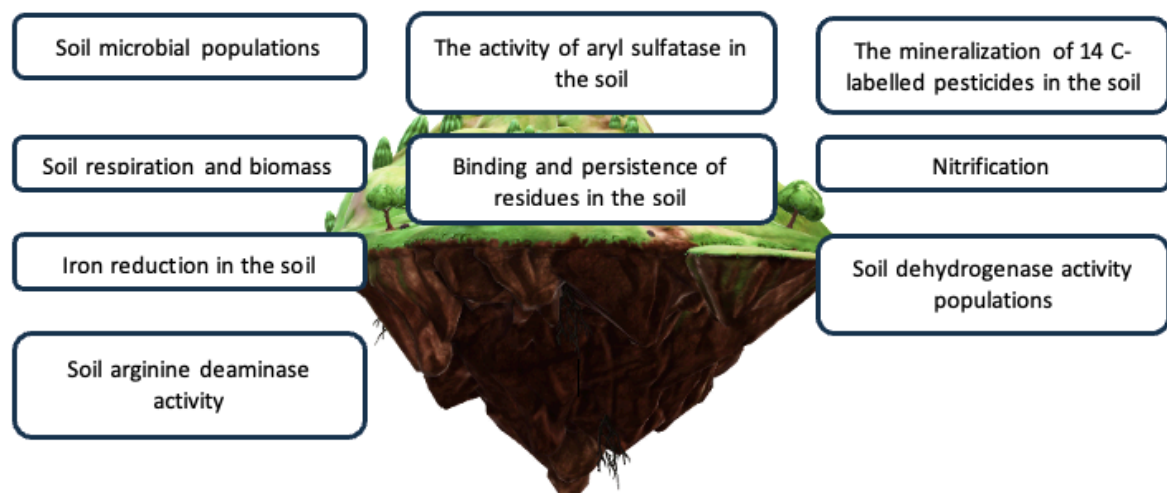 Soil microbial populations
The activity of aryl sulfatase in
the soil
The mineralization of 14 C-
labelled pesticides in the soil
Soil respiration and biomass
Binding and persistence of
residues in the soil
Nitrification
Iron reduction in the soil
Soil dehydrogenase activity
populations
Soil arginine deaminase
activity